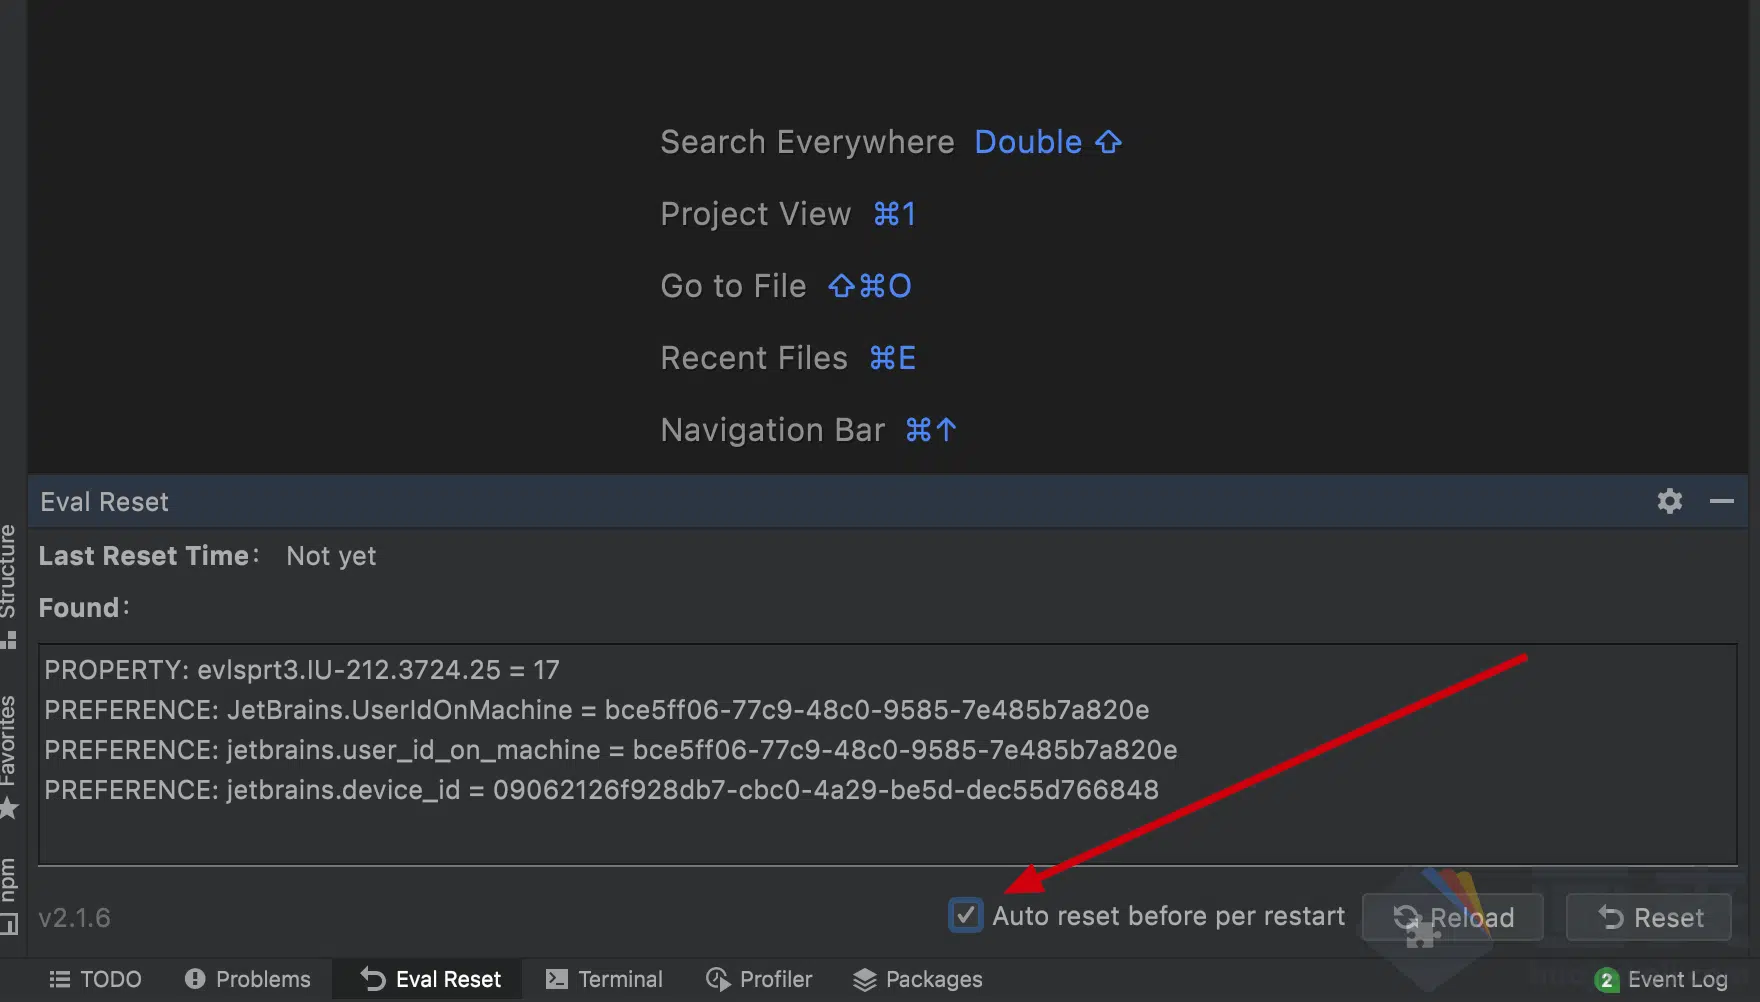 Search Everywhere Double ⇧
Project View ⌘1
Go to File ⇧⌘O
Recent Files ⌘E
Navigation Bar ⌘↑
Eval Reset
Last Reset Time: Not yet
Found:
PROPERTY: evlsprt3.IU-212.3724.25 = 17
PREFERENCE: JetBrains.UserIdOnMachine = bce5ff06-77c9-48c0-9585-7e485b7a820e
PREFERENCE: jetbrains.user_id_on_machine = bce5ff06-77c9-48c0-9585-7e485b7a820e
PREFERENCE: jetbrains.device_id = 09062126f928db7-cbc0-4a29-be5d-dec55d766848
v2.1.6
Auto reset before per restart
Reload
Reset
Structure
Favorites
npm
TODO
Problems
Eval Reset
Terminal
Profiler
Packages
2 Event Log